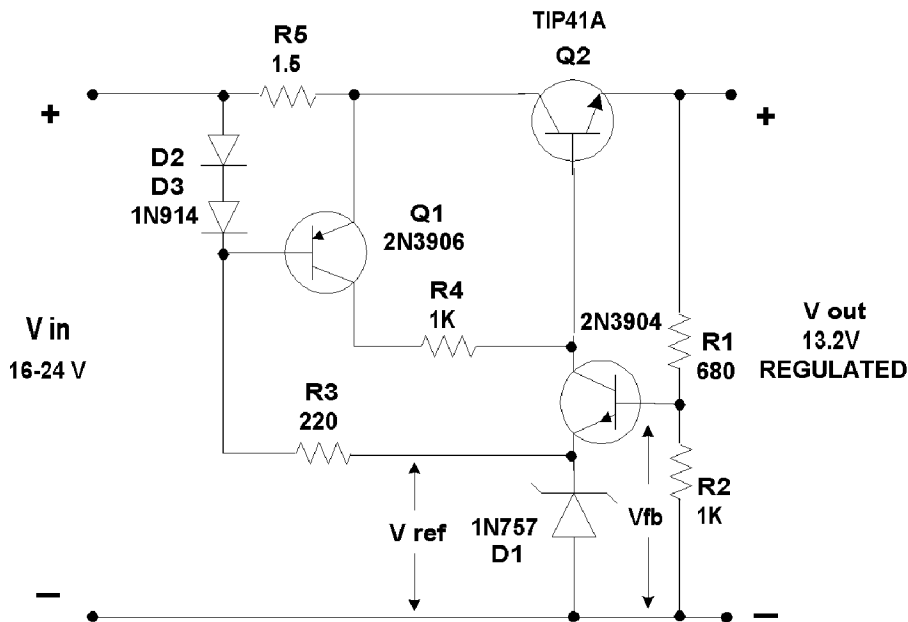 TIP41A
R5
Q2
1.5
+
+
D2
D3
1N914
Q1
2N3906
R4
1K
2N3904
V in
16-24 V
V out
13.2V
REGULATED
R1
680
R3
220
V ref
1N757
D1
Vfb
R2
1K
−
−